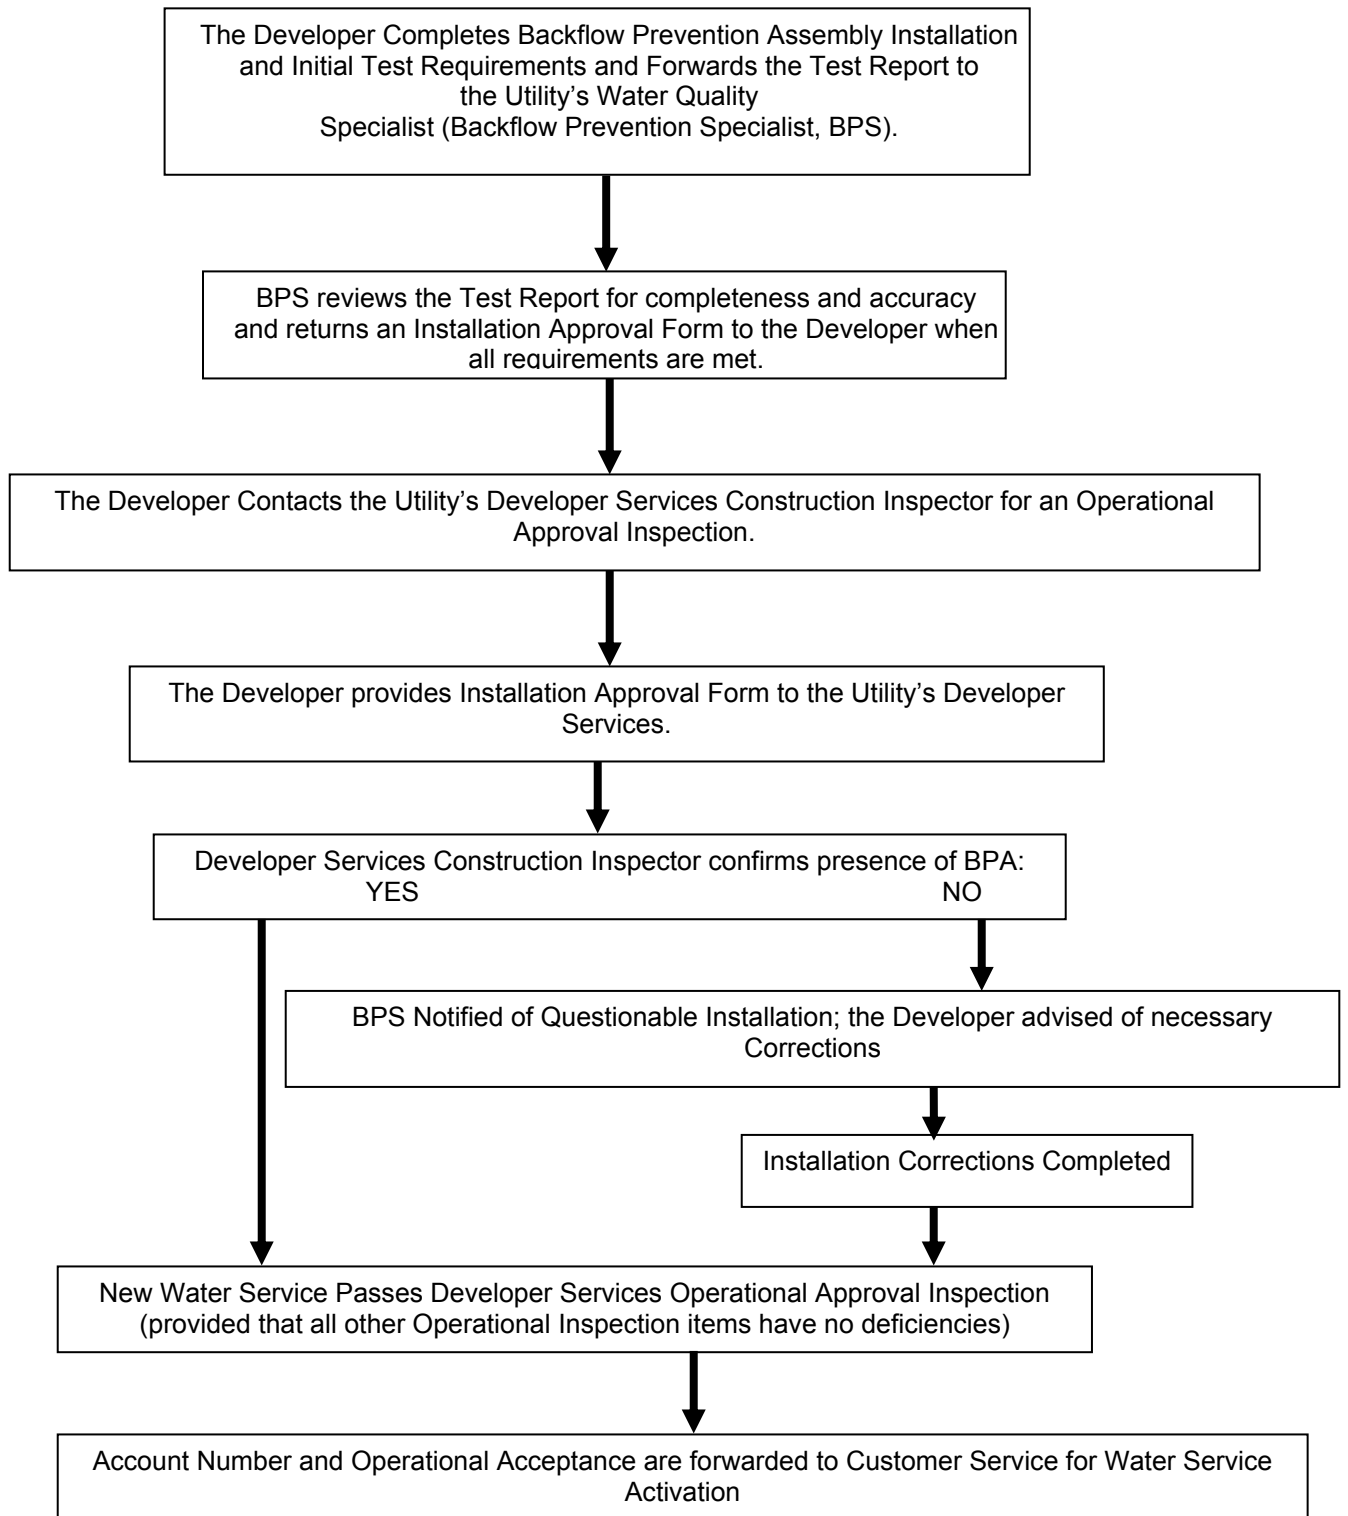 The Developer Completes Backflow Prevention Assembly Installation
and Initial Test Requirements and Forwards the Test Report to
the Utility’s Water Quality
Specialist (Backflow Prevention Specialist, BPS).
BPS reviews the Test Report for completeness and accuracy
and returns an Installation Approval Form to the Developer when
all requirements are met.
The Developer Contacts the Utility’s Developer Services Construction Inspector for an Operational
Approval Inspection.
The Developer provides Installation Approval Form to the Utility’s Developer
Services.
Developer Services Construction Inspector confirms presence of BPA:
YES NO
BPS Notified of Questionable Installation; the Developer advised of necessary
Corrections
Installation Corrections Completed
New Water Service Passes Developer Services Operational Approval Inspection
(provided that all other Operational Inspection items have no deficiencies)
Account Number and Operational Acceptance are forwarded to Customer Service for Water Service
Activation